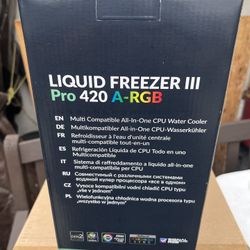 LIQUID FREEZER III
Pro 420 A-RGB
EN Multi Compatible All-in-One CPU Water Cooler
DE Multikompatibler All-in-One CPU-Wasserkühler
FR Refroidisseur à l'eau de l'unité centrale
multi-compatible tout-en-un
ES Refrigeración Líquida de CPU Todo en Uno
Multicompatible
IT Sistema di raffreddamento a liquido all-in-one
multi-compatibile per CPU
RU Совместимый с различными системами
водяной кулер процессора «все в одном»
CZ Vysoce kompatibilní vodní chladič CPU typu
„vše v jednom“
PL Wielofunkcyjna chłodnica wodna procesora typu
„wszystko w jednym”